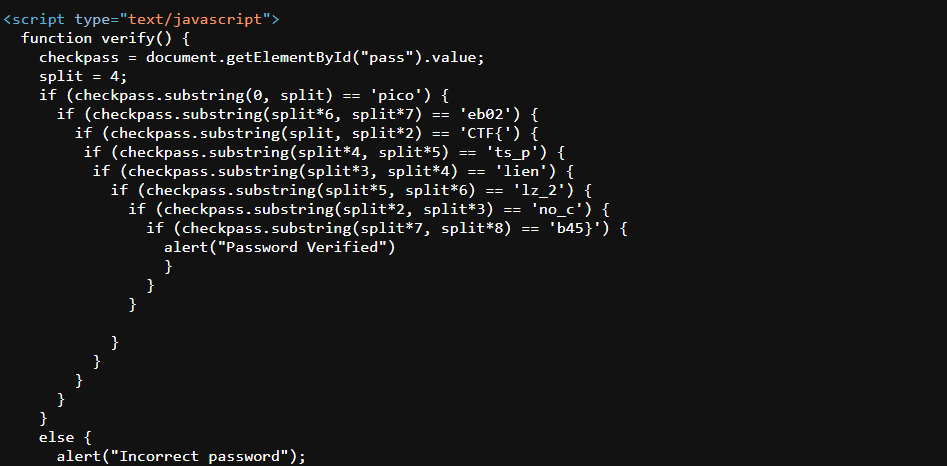 <script type="text/javascript">
function verify() {
checkpass = document.getElementById("pass").value;
split = 4;
if (checkpass.substring(0, split) == 'pico') {
if (checkpass.substring(split*6, split*7) == 'eb02') {
if (checkpass.substring(split, split*2) == 'CTF{') {
if (checkpass.substring(split*4, split*5) == 'ts_p') {
if (checkpass.substring(split*3, split*4) == 'lien') {
if (checkpass.substring(split*5, split*6) == 'lz_2') {
if (checkpass.substring(split*2, split*3) == 'no_c') {
if (checkpass.substring(split*7, split*8) == 'b45}') {
alert("Password Verified")
}
}
}
}
}
}
}
}
else {
alert("Incorrect password");